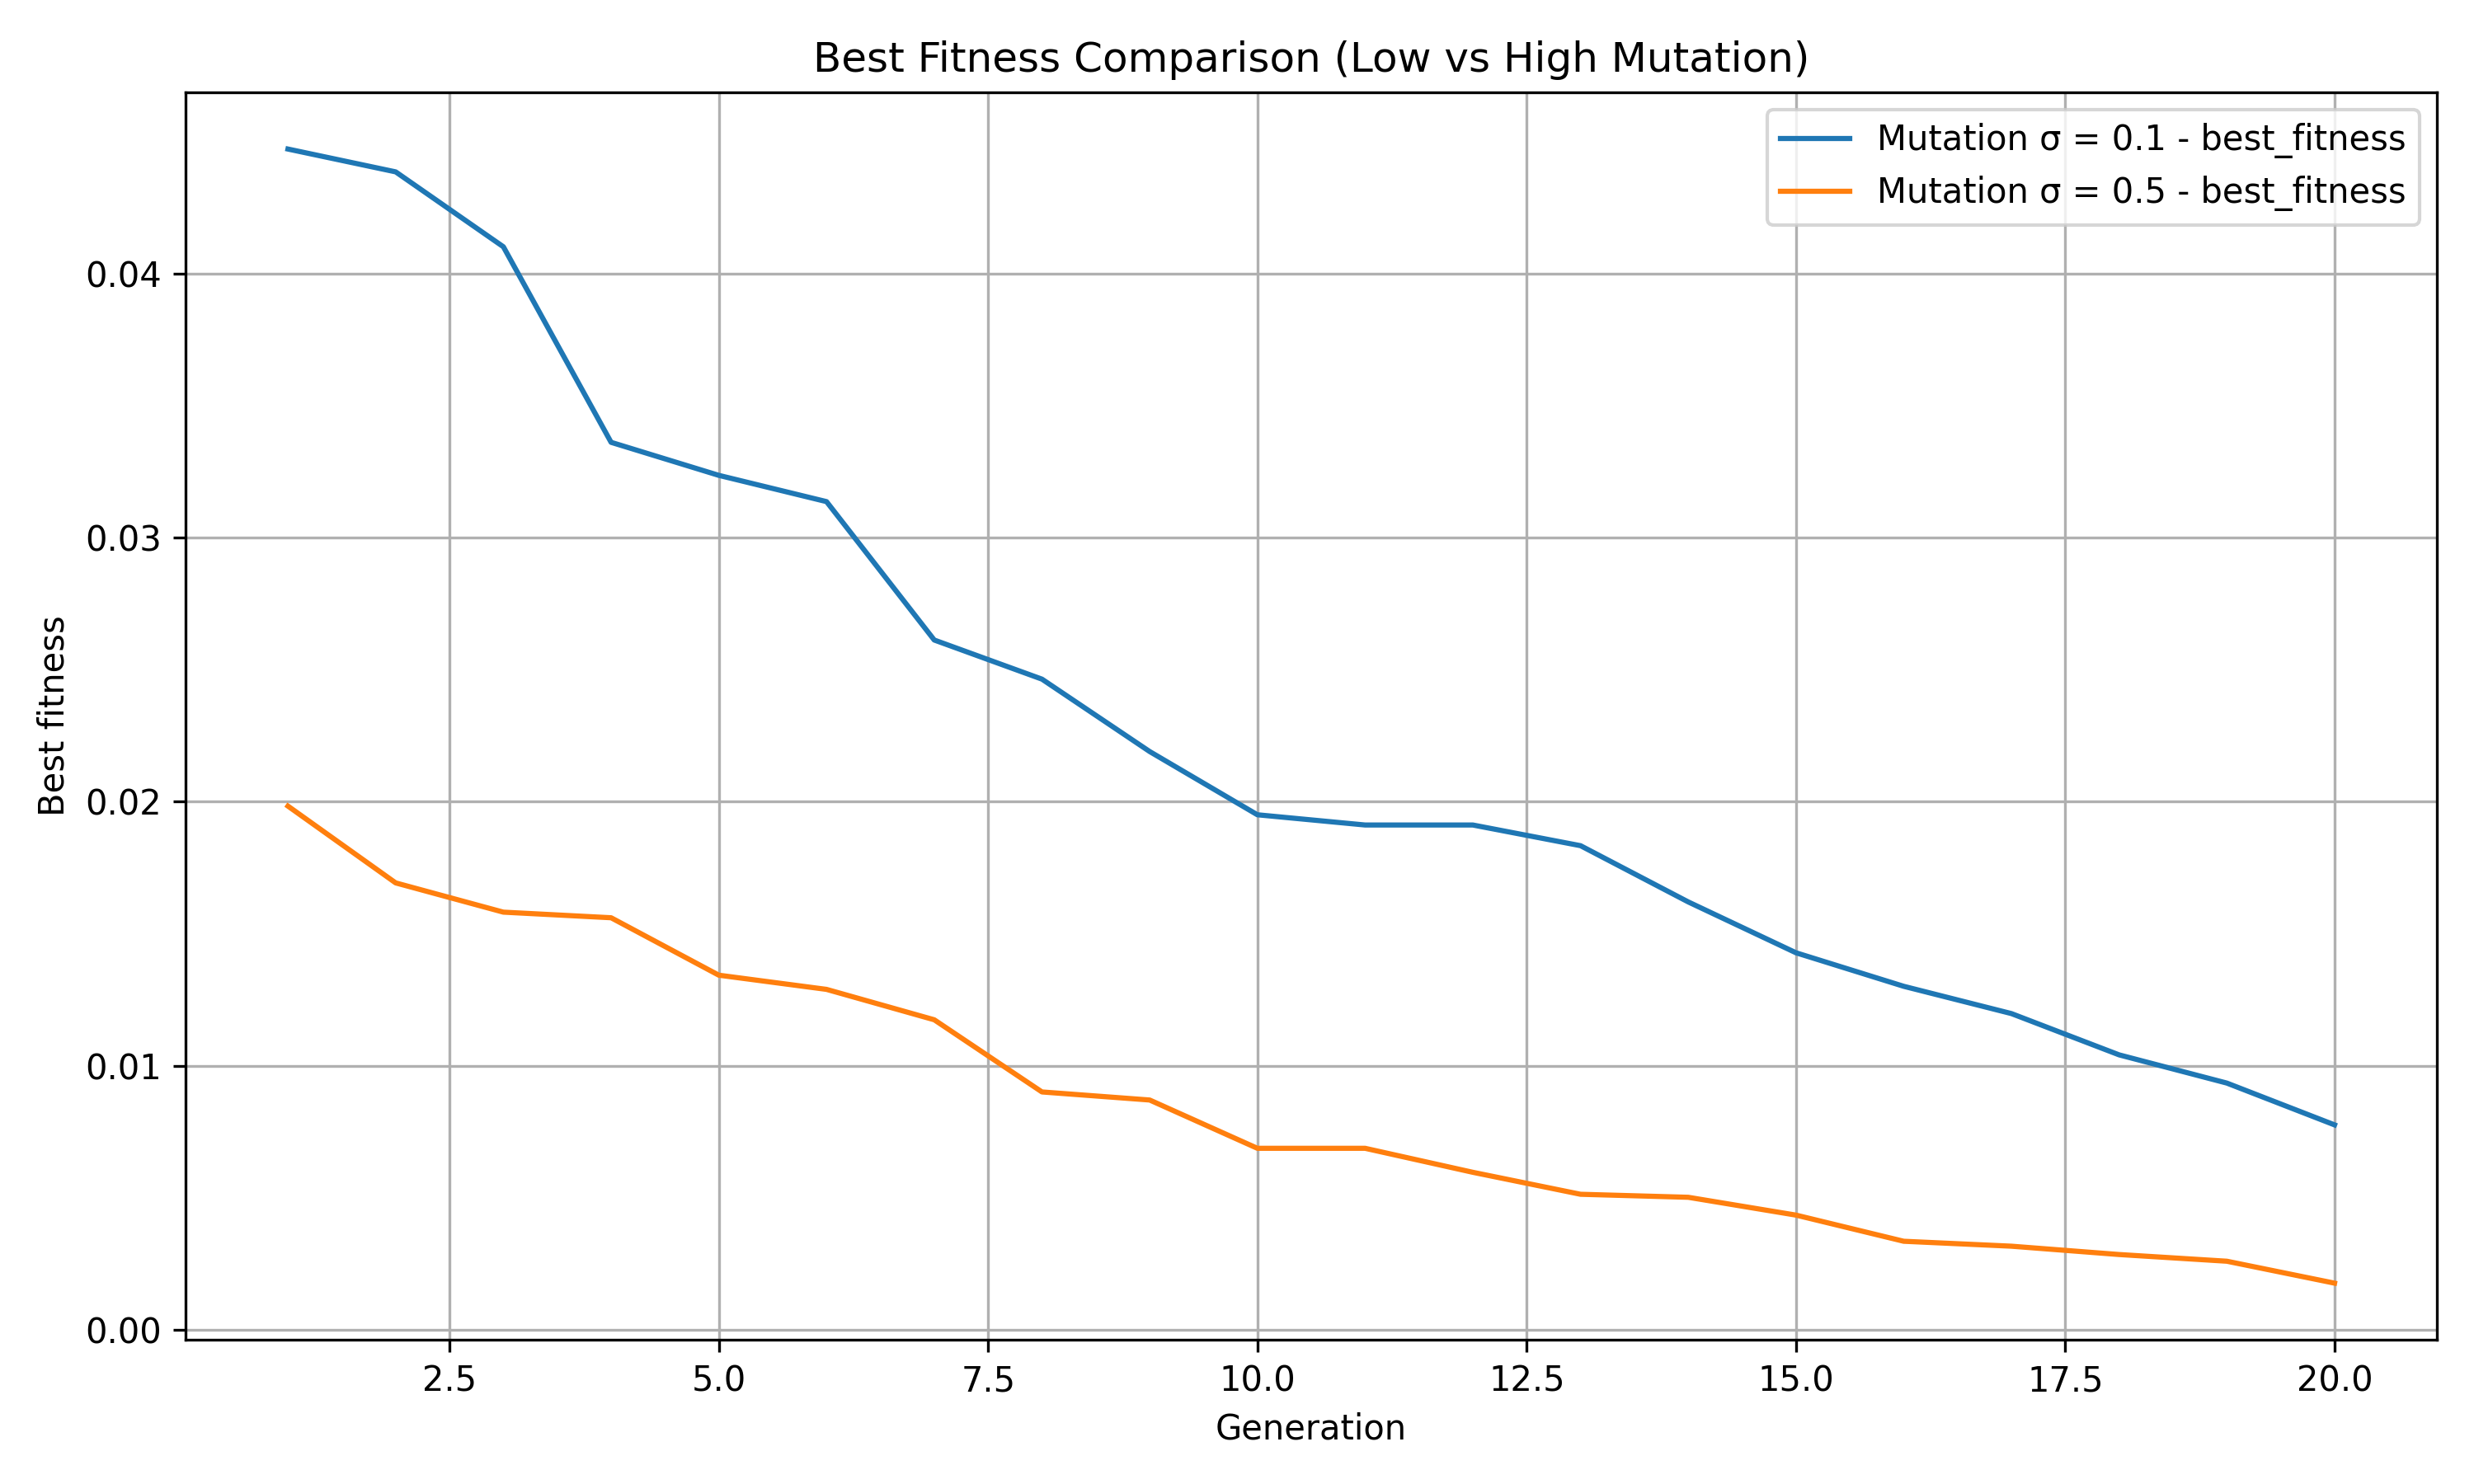 Best Fitness Comparison (Low vs High Mutation)
Mutation σ = 0.1 - best_fitness
Mutation σ = 0.5 - best_fitness
Best fitness
0.04
0.03
0.02
0.01
0.00
2.5 5.0 7.5 10.0 12.5 15.0 17.5 20.0
Generation